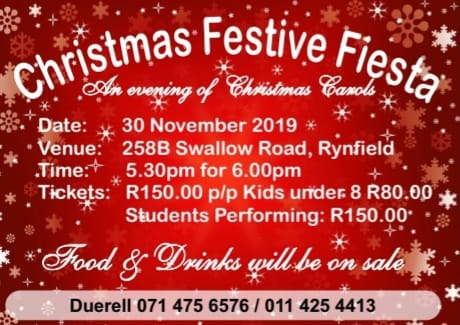 Christmas Festive Fiesta
An evening of Christmas Carols
Date: 30 November 2019
Venue: 258B Swallow Road, Rynfield
Time: 5.30pm for 6.00pm
Tickets: R150.00 p/p Kids under 8 R80.00
Students Performing: R150.00
Food & Drinks will be on sale
Duerell 071 475 6576 / 011 425 4413